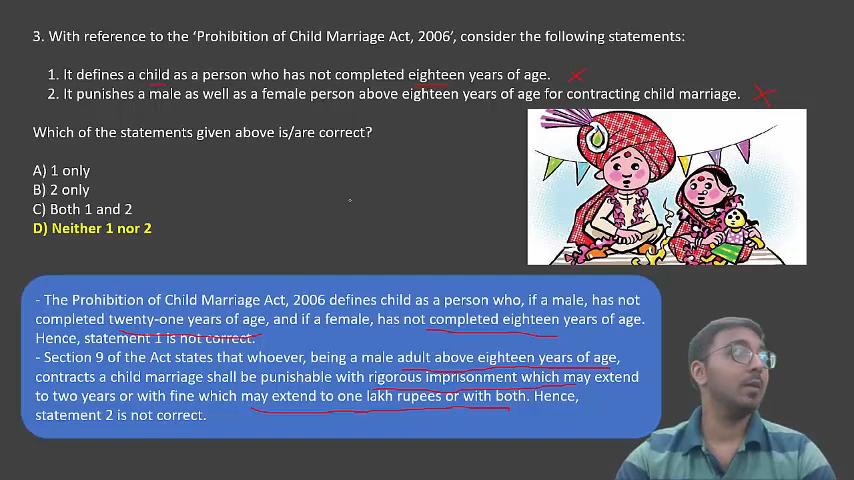 3. With reference to the ‘Prohibition of Child Marriage Act, 2006’, consider the following statements:
1. It defines a child as a person who has not completed eighteen years of age.
2. It punishes a male as well as a female person above eighteen years of age for contracting child marriage.
Which of the statements given above is/are correct?
A) 1 only
B) 2 only
C) Both 1 and 2
D) Neither 1 nor 2
- The Prohibition of Child Marriage Act, 2006 defines child as a person who, if a male, has not
completed twenty-one years of age, and if a female, has not completed eighteen years of age.
Hence, statement 1 is not correct.
- Section 9 of the Act states that whoever, being a male adult above eighteen years of age,
contracts a child marriage shall be punishable with rigorous imprisonment which may extend
to two years or with fine which may extend to one lakh rupees or with both. Hence,
statement 2 is not correct.